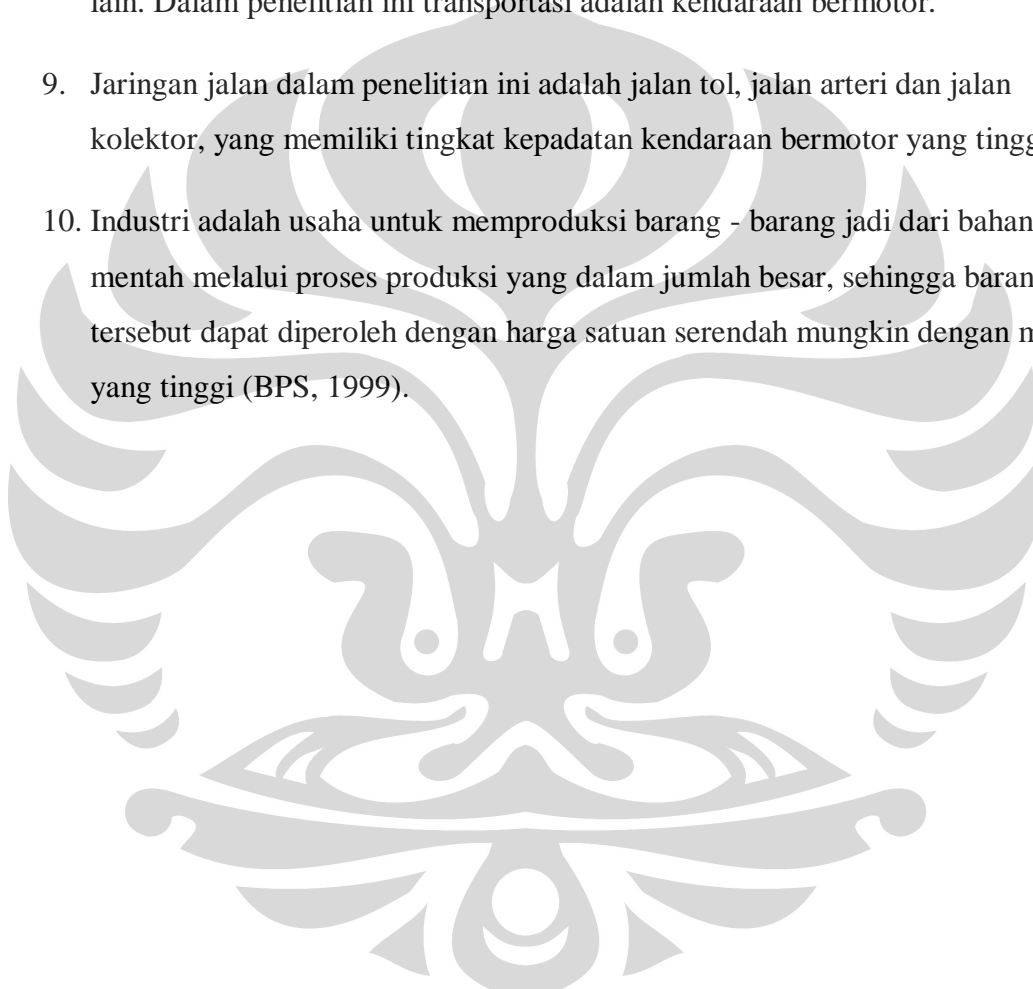 lain. Dalam penelitian ini transportasi adalah kendaraan bermotor.
9. Jaringan jalan dalam penelitian ini adalah jalan tol, jalan arteri dan jalan
kolektor, yang memiliki tingkat kepadatan kendaraan bermotor yang
10. Industri adalah usaha untuk memproduksi barang - barang jadi dari bahan
mentah melalui proses produksi yang dalam jumlah besar, sehingga
tersebut dapat diperoleh dengan harga satuan serendah mungkin dengan
yang tinggi (BPS, 1999).